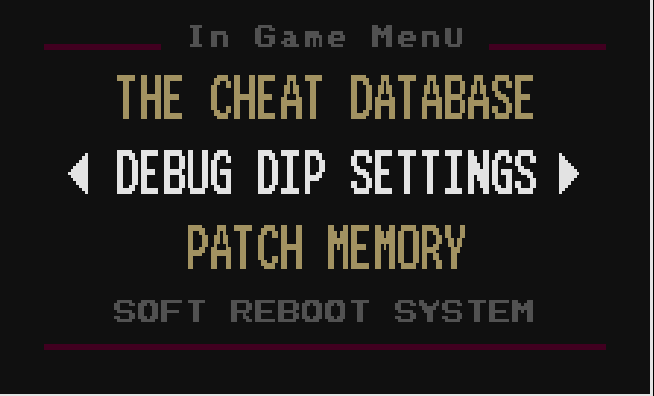 In Game MenU
THE CHEAT DATABASE
DEBUG DIP SETTINGS
PATCH MEMORY
SOFT REBOOT SYSTEM